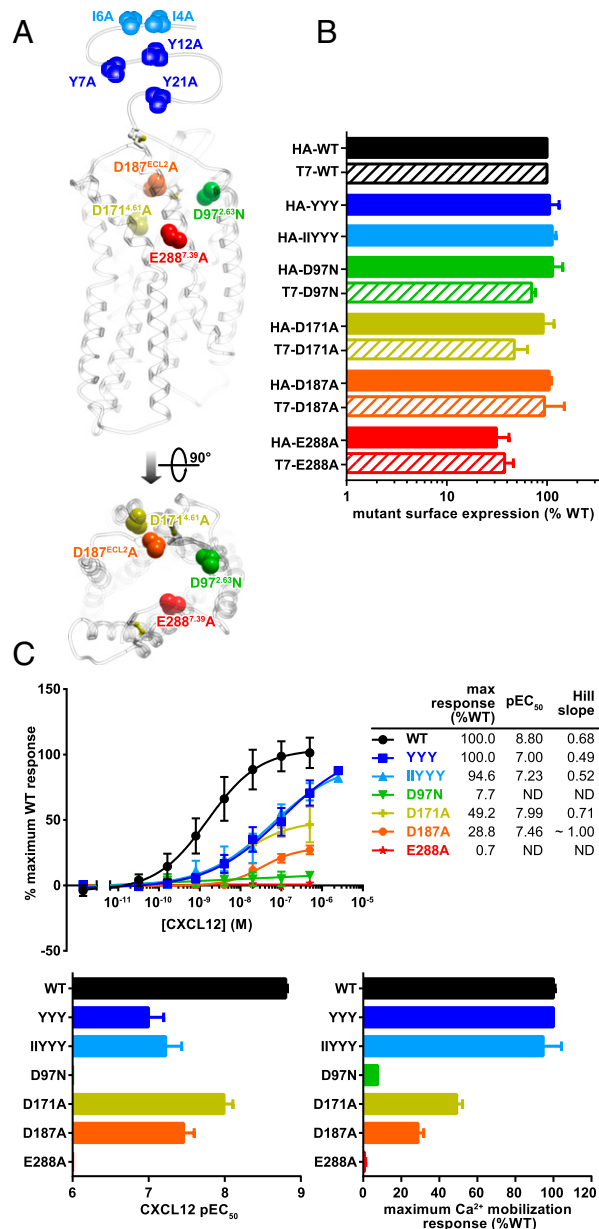 A
I6A I4A
Y12A
Y7A
Y21A
D187ᴱᶜᴸ²A
D171⁴·⁶¹A
D97²·⁶³N
E288⁷·³⁹A
90°
D171⁴·⁶¹A
D187ᴱᶜᴸ²A
D97²·⁶³N
E288⁷·³⁹A
B
HA-WT
T7-WT
HA-YYY
HA-IIYYY
HA-D97N
T7-D97N
HA-D171A
T7-D171A
HA-D187A
T7-D187A
HA-E288A
T7-E288A
1 10 100
mutant surface expression (% WT)
C
150
100
50
0
-50
% maximum WT response
10⁻¹¹ 10⁻¹⁰ 10⁻⁹ 10⁻⁸ 10⁻⁷ 10⁻⁶ 10⁻⁵
[CXCL12] (M)
max response (%WT) pEC₅₀ Hill slope
WT 100.0 8.80 0.68
YYY 100.0 7.00 0.49
IIYYY 94.6 7.23 0.52
D97N 7.7 ND ND
D171A 49.2 7.99 0.71
D187A 28.8 7.46 ~ 1.00
E288A 0.7 ND ND
WT
YYY
IIYYY
D97N
D171A
D187A
E288A
6 7 8 9
CXCL12 pEC₅₀
WT
YYY
IIYYY
D97N
D171A
D187A
E288A
0 20 40 60 80 100 120
maximum Ca²⁺ mobilization
response (%WT)